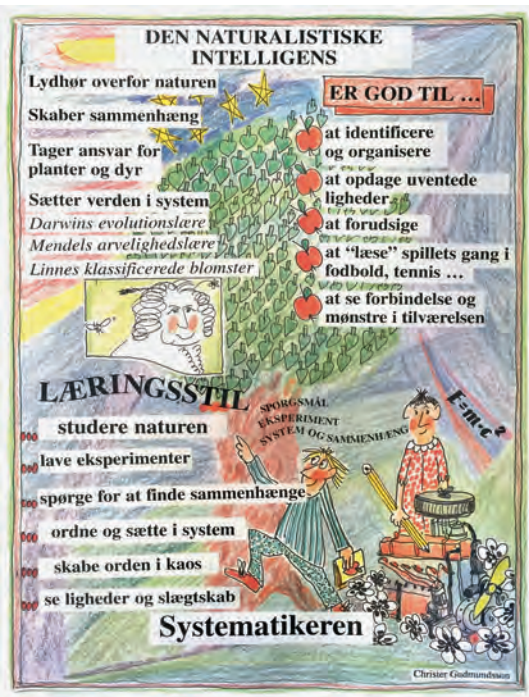 DEN NATURALISTISKE
INTELLIGENS
Lydhør overfor naturen
Skaber sammenhæng
Tager ansvar for
planter og dyr
Sætter verden i system
Darwins evolutionslære
Mendels arvelighedslære
Linnes klassificerede blomster
ER GOD TIL ...
at identificere
og organisere
at opdage uventede
ligheder
at forudsige
at "læse" spillets gang i
fodbold, tennis ...
at se forbindelse og
mønstre i tilværelsen
LÆRINGSSTIL
SPØRGSMÅL
EKSPERIMENT
SYSTEM OG SAMMENHÆNG
E=m·c²
studere naturen
lave eksperimenter
spørge for at finde sammenhænge
ordne og sætte i system
skabe orden i kaos
se ligheder og slægtskab
Systematikeren
Christer Gudmundsson